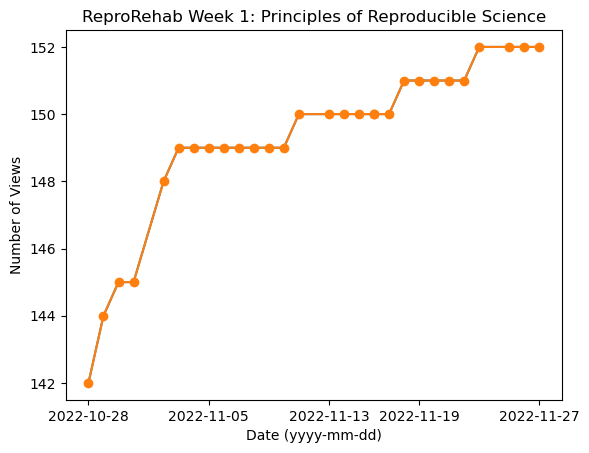 ReproRehab Week 1: Principles of Reproducible Science
152
150
148
146
144
142
Number of Views
2022-10-28 2022-11-05 2022-11-13 2022-11-19 2022-11-27
Date (yyyy-mm-dd)